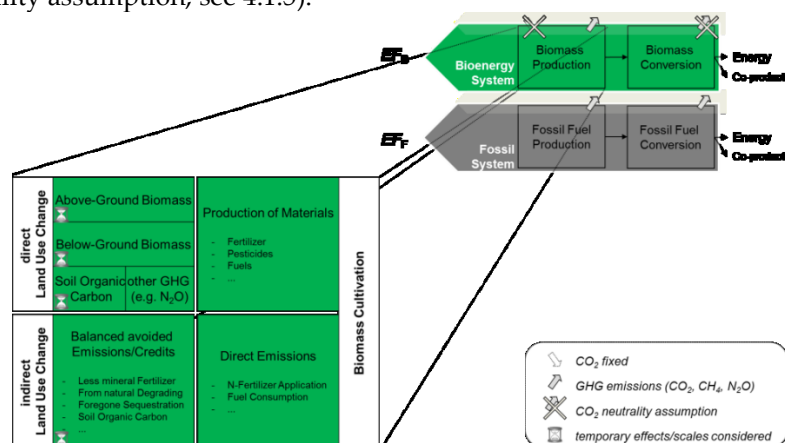 lity assumption, see 4.1.3).
EF_B
Bioenergy
System
Biomass
Production
Biomass
Conversion
Energy
Co-product
EF_F
Fossil
System
Fossil Fuel
Production
Fossil Fuel
Conversion
Energy
Co-product
direct
Land Use Change
Above-Ground Biomass
Below-Ground Biomass
Soil Organic
Carbon
other GHG
(e.g. N₂O)
Production of Materials
- Fertilizer
- Pesticides
- Fuels
- ...
Biomass Cultivation
indirect
Land Use Change
Balanced avoided
Emissions/Credits
- Less mineral Fertilizer
- From natural Degrading
- Foregone Sequestration
- Soil Organic Carbon
- ...
Direct Emissions
- N-Fertilizer Application
- Fuel Consumption
- ...
CO₂ fixed
GHG emissions (CO₂, CH₄, N₂O)
CO₂ neutrality assumption
temporary effects/scales considered